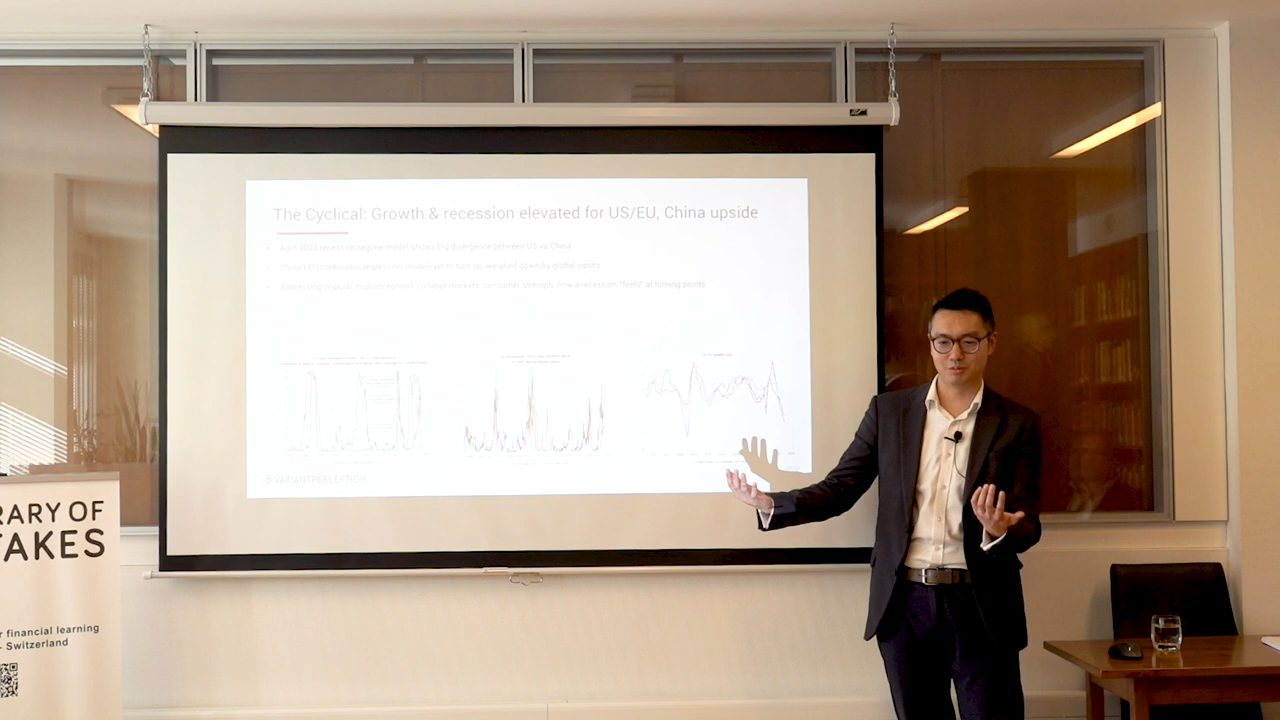 The Cyclical: Growth & recession elevated for US/EU, China upside
April 2023 recession regime model shows big divergence between US vs China
China LEI (continuous regression model) yet to turn up, weighed down by global inputs
Addressing popular misconceptions on labor markets, consumer strength, how a recession "feels" at turning points
VARIANTPERCEPTION
RARY OF
TAKES
r financial learning
- Switzerland